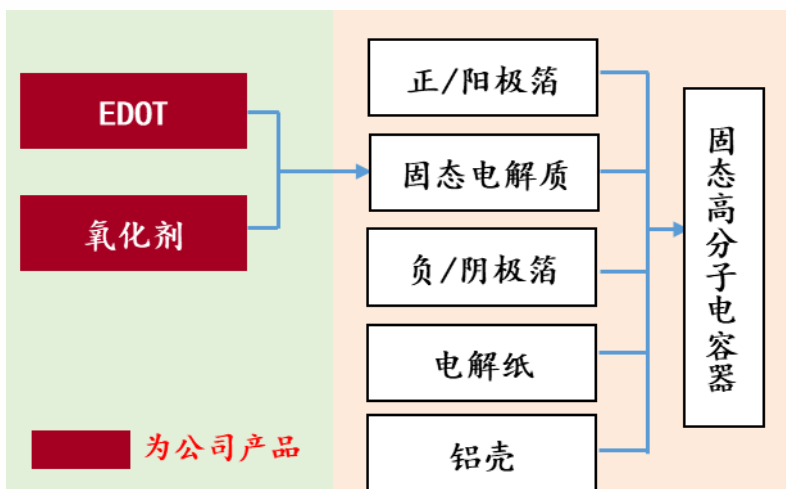 EDOT
氧化剂
为公司产品
正/阳极箔
固态电解质
负/阴极箔
电解纸
铝壳
固态高分子电容器